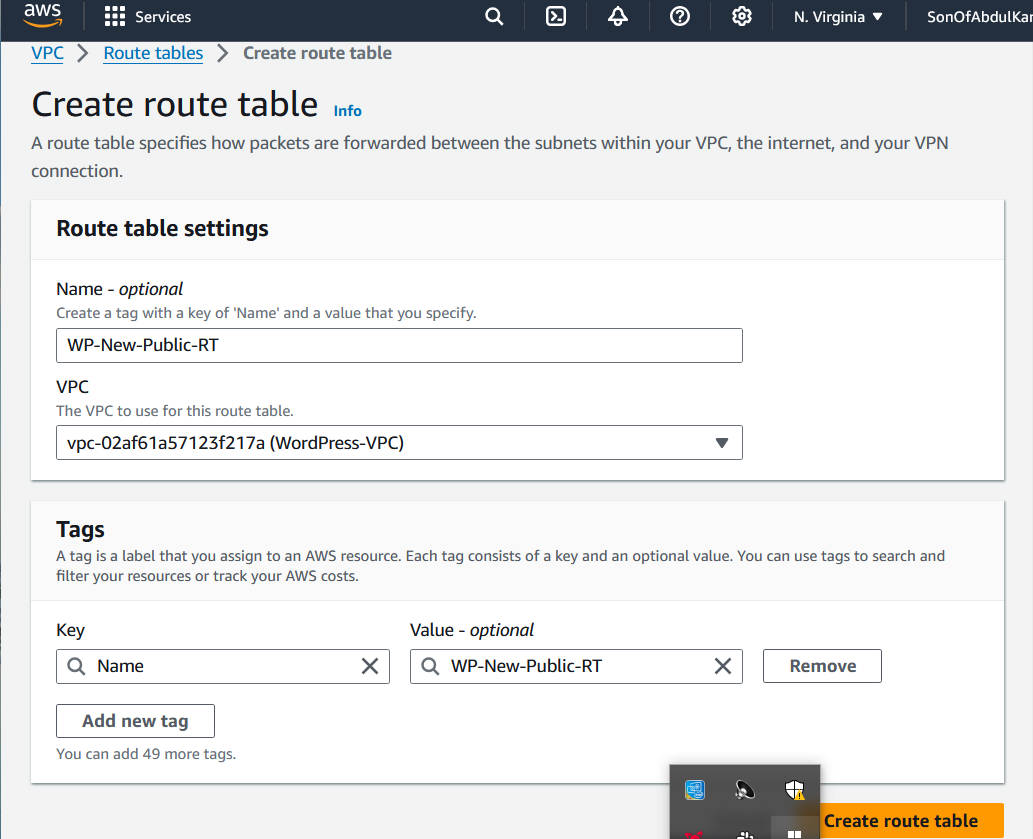 aws
Services
N. Virginia
SonOfAbdulKar
VPC
Route tables
Create route table
Create route table
Info
A route table specifies how packets are forwarded between the subnets within your VPC, the internet, and your VPN
connection.
Route table settings
Name - optional
Create a tag with a key of 'Name' and a value that you specify.
WP-New-Public-RT
VPC
The VPC to use for this route table.
vpc-02af61a57123f217a (WordPress-VPC)
Tags
A tag is a label that you assign to an AWS resource. Each tag consists of a key and an optional value. You can use tags to search and
filter your resources or track your AWS costs.
Key
Value - optional
Name
WP-New-Public-RT
Remove
Add new tag
You can add 49 more tags.
Create route table